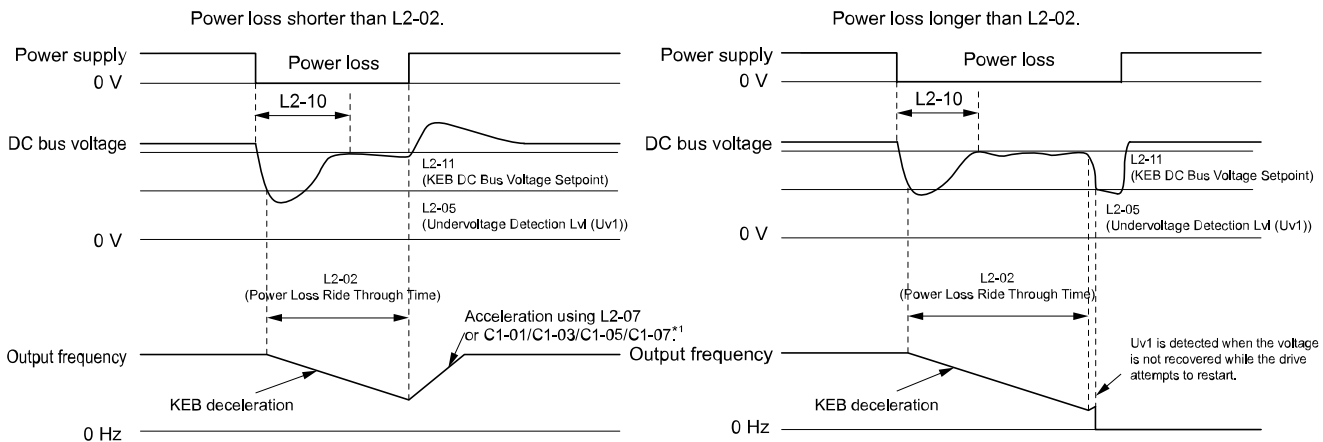 Power loss shorter than L2-02.
Power supply
Power loss
0 V
L2-10
DC bus voltage
L2-11
(KEB DC Bus Voltage Setpoint)
L2-05
(Undervoltage Detection Lvl (Uv1))
0 V
L2-02
(Power Loss Ride Through Time)
Acceleration using L2-07
or C1-01/C1-03/C1-05/C1-07.*1
Output frequency
KEB deceleration
0 Hz
Power loss longer than L2-02.
Power supply
Power loss
0 V
L2-10
DC bus voltage
L2-11
(KEB DC Bus Voltage Setpoint)
L2-05
(Undervoltage Detection Lvl (Uv1))
0 V
L2-02
(Power Loss Ride Through Time)
Output frequency
Uv1 is detected when the voltage
is not recovered while the drive
attempts to restart.
KEB deceleration
0 Hz